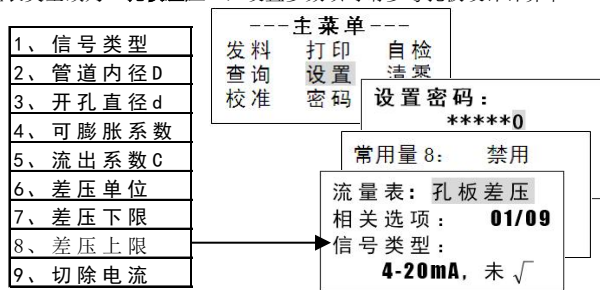 1、信号类型
2、管道内径D
3、开孔直径d
4、可膨胀系数
5、流出系数C
6、差压单位
7、差压下限
8、差压上限
9、切除电流
---主菜单---
发料 打印 自检
查询 设置 清零
校准 密码
设置密码：
*****0
常用量8： 禁用
流量表：孔板差压
相关选项： 01/09
信号类型：
4-20mA，未√